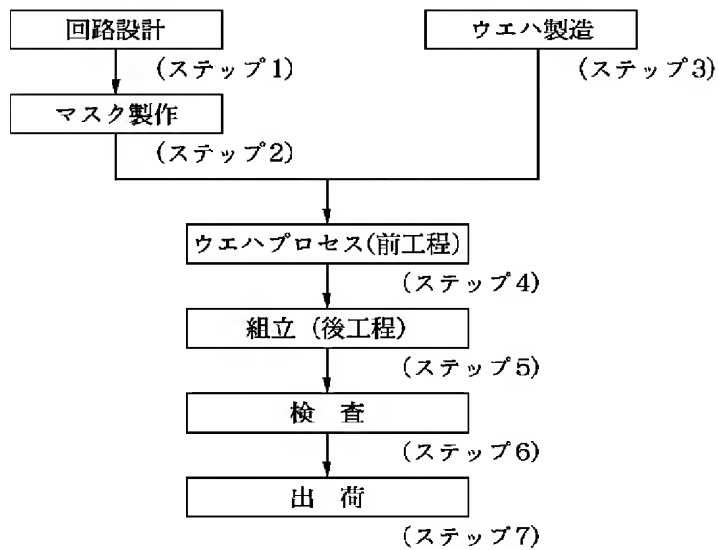 回路設計
ウエハ製造
(ステップ1)
(ステップ3)
マスク製作
(ステップ2)
ウエハプロセス(前工程)
(ステップ4)
組立 (後工程)
(ステップ5)
検 査
(ステップ6)
出 荷
(ステップ7)